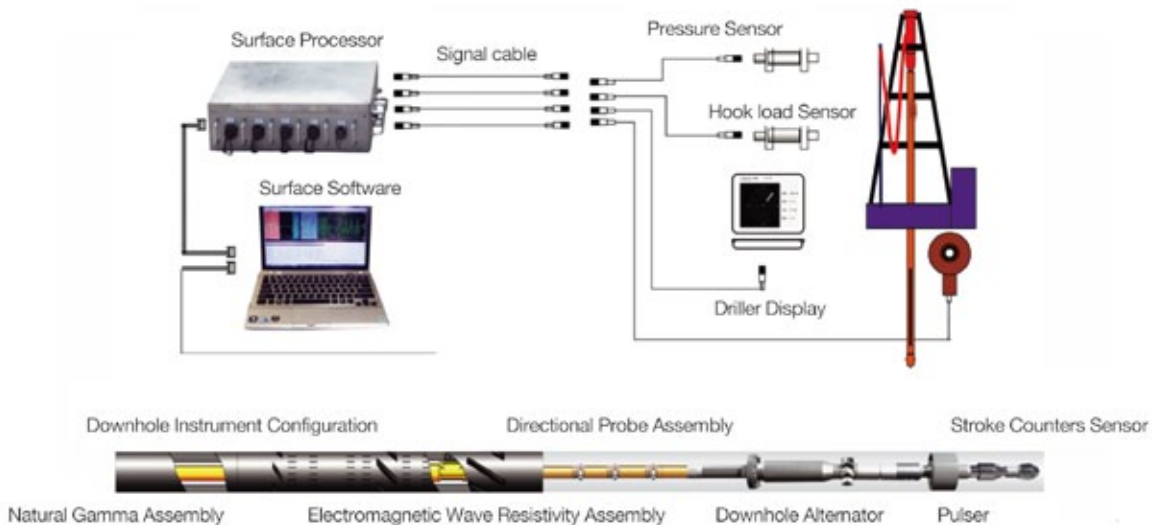 Surface Processor
Signal cable
Pressure Sensor
Hook load Sensor
Surface Software
Driller Display
Downhole Instrument Configuration
Directional Probe Assembly
Stroke Counters Sensor
Natural Gamma Assembly
Electromagnetic Wave Resistivity Assembly
Downhole Alternator
Pulser